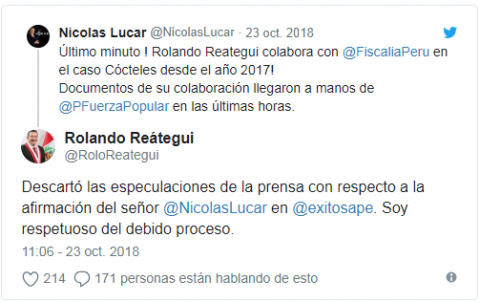 Nicolas Lucar @NicolasLucar · 23 oct. 2018
Último minuto ! Rolando Reategui colabora con @FiscaliaPeru en
el caso Cócteles desde el año 2017!
Documentos de su colaboración llegaron a manos de
@PFuerzaPopular en las últimas horas.
Rolando Reátegui
@RoloReategui
Descartó las especulaciones de la prensa con respecto a la
afirmación del señor @NicolasLucar en @exitosape. Soy
respetuoso del debido proceso.
11:06 - 23 oct. 2018
214 171 personas están hablando de esto